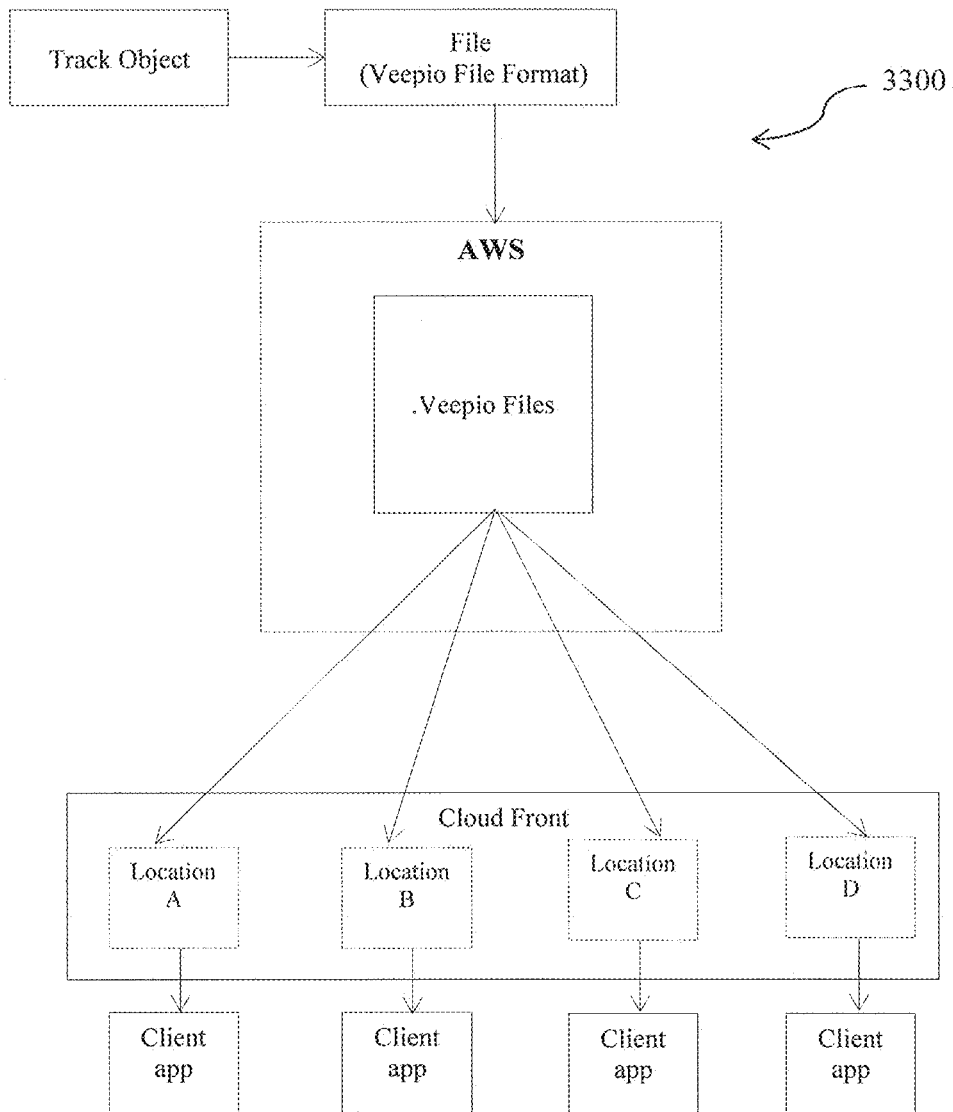 Track Object
File
(Veepio File Format)
3300
AWS
.Veepio Files
Cloud Front
Location
A
Location
B
Location
C
Location
D
Client
app
Client
app
Client
app
Client
app